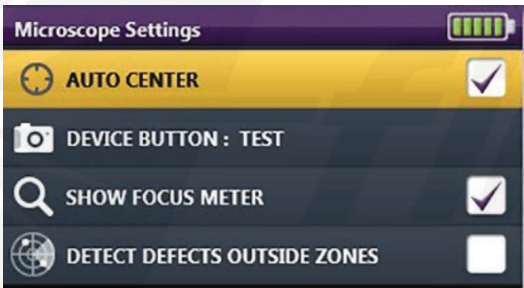 Microscope Settings
AUTO CENTER
DEVICE BUTTON : TEST
SHOW FOCUS METER
DETECT DEFECTS OUTSIDE ZONES